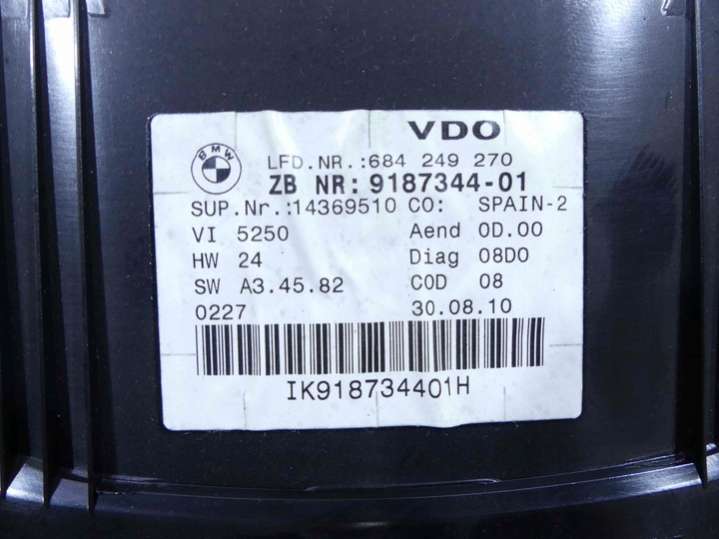 VDO
BMW
LFD.NR.:684 249 270
ZB NR: 9187344-01
SUP.Nr.:14369510 CO: SPAIN-2
VI 5250 Aend 0D.00
HW 24 Diag 08D0
SW A3.45.82 COD 08
0227 30.08.10
IK918734401H